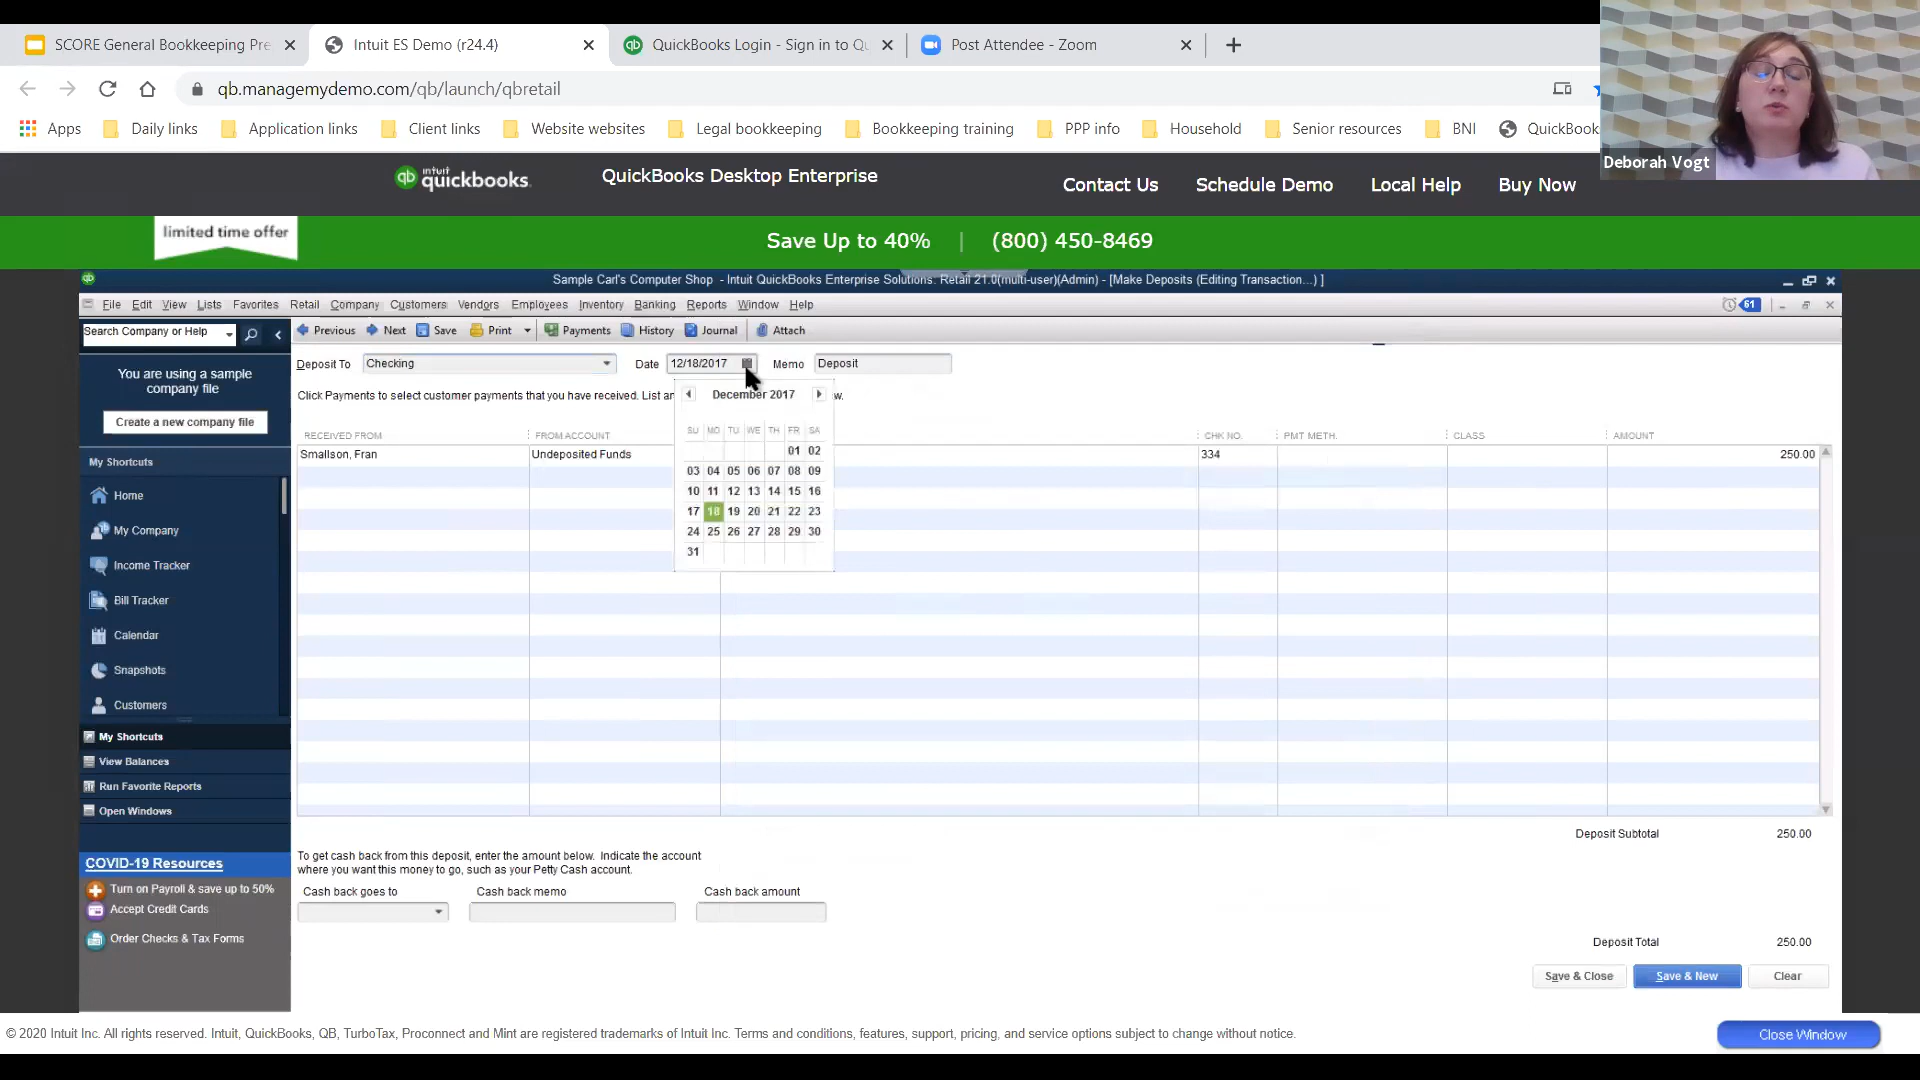 SCORE General Bookkeeping Pre
Intuit ES Demo (r24.4)
QuickBooks Login - Sign in to Qu
Post Attendee - Zoom
qb.managemydemo.com/qb/launch/qbretail
Apps
Daily links
Application links
Client links
Website websites
Legal bookkeeping
Bookkeeping training
PPP info
Household
Senior resources
BNI
QuickBook
Deborah Vogt
qb intuit quickbooks.
QuickBooks Desktop Enterprise
Contact Us
Schedule Demo
Local Help
Buy Now
limited time offer
Save Up to 40% | (800) 450-8469
Sample Carl's Computer Shop - Intuit QuickBooks Enterprise Solutions: Retail 21.0(multi-user)(Admin) - [Make Deposits (Editing Transaction...) ]
File Edit View Lists Favorites Retail Company Customers Vendors Employees Inventory Banking Reports Window Help
61
Search Company or Help
Previous Next Save Print Payments History Journal Attach
You are using a sample
company file
Create a new company file
My Shortcuts
Home
My Company
Income Tracker
Bill Tracker
Calendar
Snapshots
Customers
My Shortcuts
View Balances
Run Favorite Reports
Open Windows
COVID-19 Resources
Turn on Payroll & save up to 50%
Accept Credit Cards
Order Checks & Tax Forms
Deposit To Checking Date 12/18/2017 Memo Deposit
Click Payments to select customer payments that you have received. List
w.
December 2017
SU MO TU WE TH FR SA
01 02
03 04 05 06 07 08 09
10 11 12 13 14 15 16
17 18 19 20 21 22 23
24 25 26 27 28 29 30
31
RECEIVED FROM FROM ACCOUNT CHK NO. PMT METH. CLASS AMOUNT
Smallson, Fran Undeposited Funds 334 250.00
Deposit Subtotal 250.00
To get cash back from this deposit, enter the amount below. Indicate the account
where you want this money to go, such as your Petty Cash account.
Cash back goes to Cash back memo Cash back amount
Deposit Total 250.00
Save & Close Save & New Clear
© 2020 Intuit Inc. All rights reserved. Intuit, QuickBooks, QB, TurboTax, Proconnect and Mint are registered trademarks of Intuit Inc. Terms and conditions, features, support, pricing, and service options subject to change without notice.
Close Window